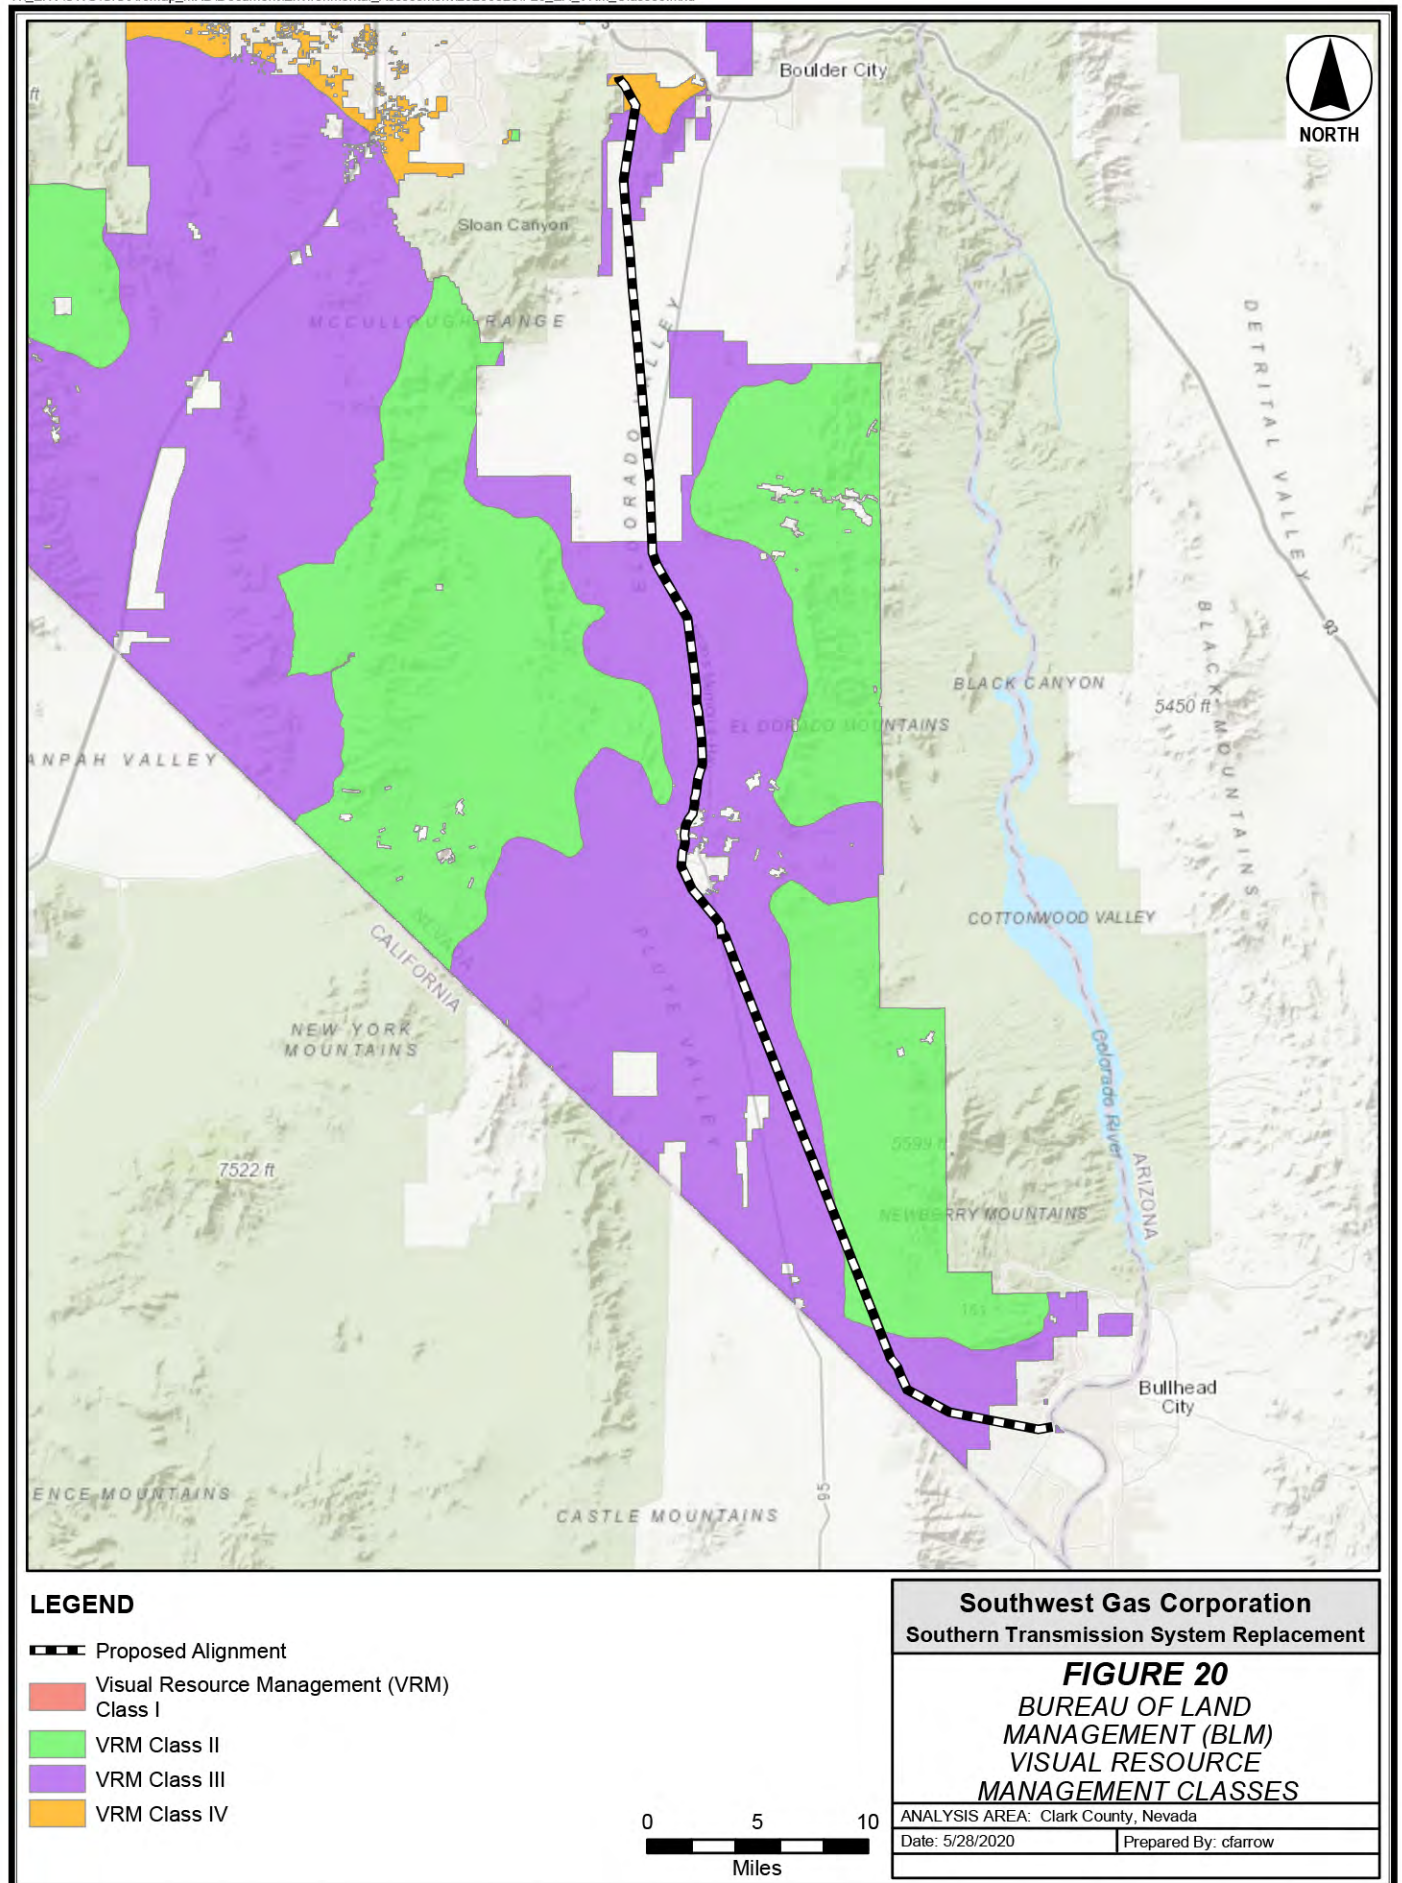 Boulder City
NORTH
ft
Sloan Canyon
MCCULLOUGH RANGE
DETRITAL VALLEY
93
BLACK CANYON
5450 ft
BLACK MOUNTAINS
EL DORADO MOUNTAINS
ANPAH VALLEY
COTTONWOOD VALLEY
NEVADA
CALIFORNIA
PIUTE VALLEY
NEW YORK
MOUNTAINS
Colorado River
5599 ft
7522 ft
ARIZONA
NEWBERRY MOUNTAINS
Bullhead
City
ENCE MOUNTAINS
95
CASTLE MOUNTAINS
LEGEND
Proposed Alignment
Visual Resource Management (VRM)
Class I
VRM Class II
VRM Class III
VRM Class IV
0 5 10
Miles
Southwest Gas Corporation
Southern Transmission System Replacement
FIGURE 20
BUREAU OF LAND
MANAGEMENT (BLM)
VISUAL RESOURCE
MANAGEMENT CLASSES
ANALYSIS AREA: Clark County, Nevada
Date: 5/28/2020
Prepared By: cfarrow